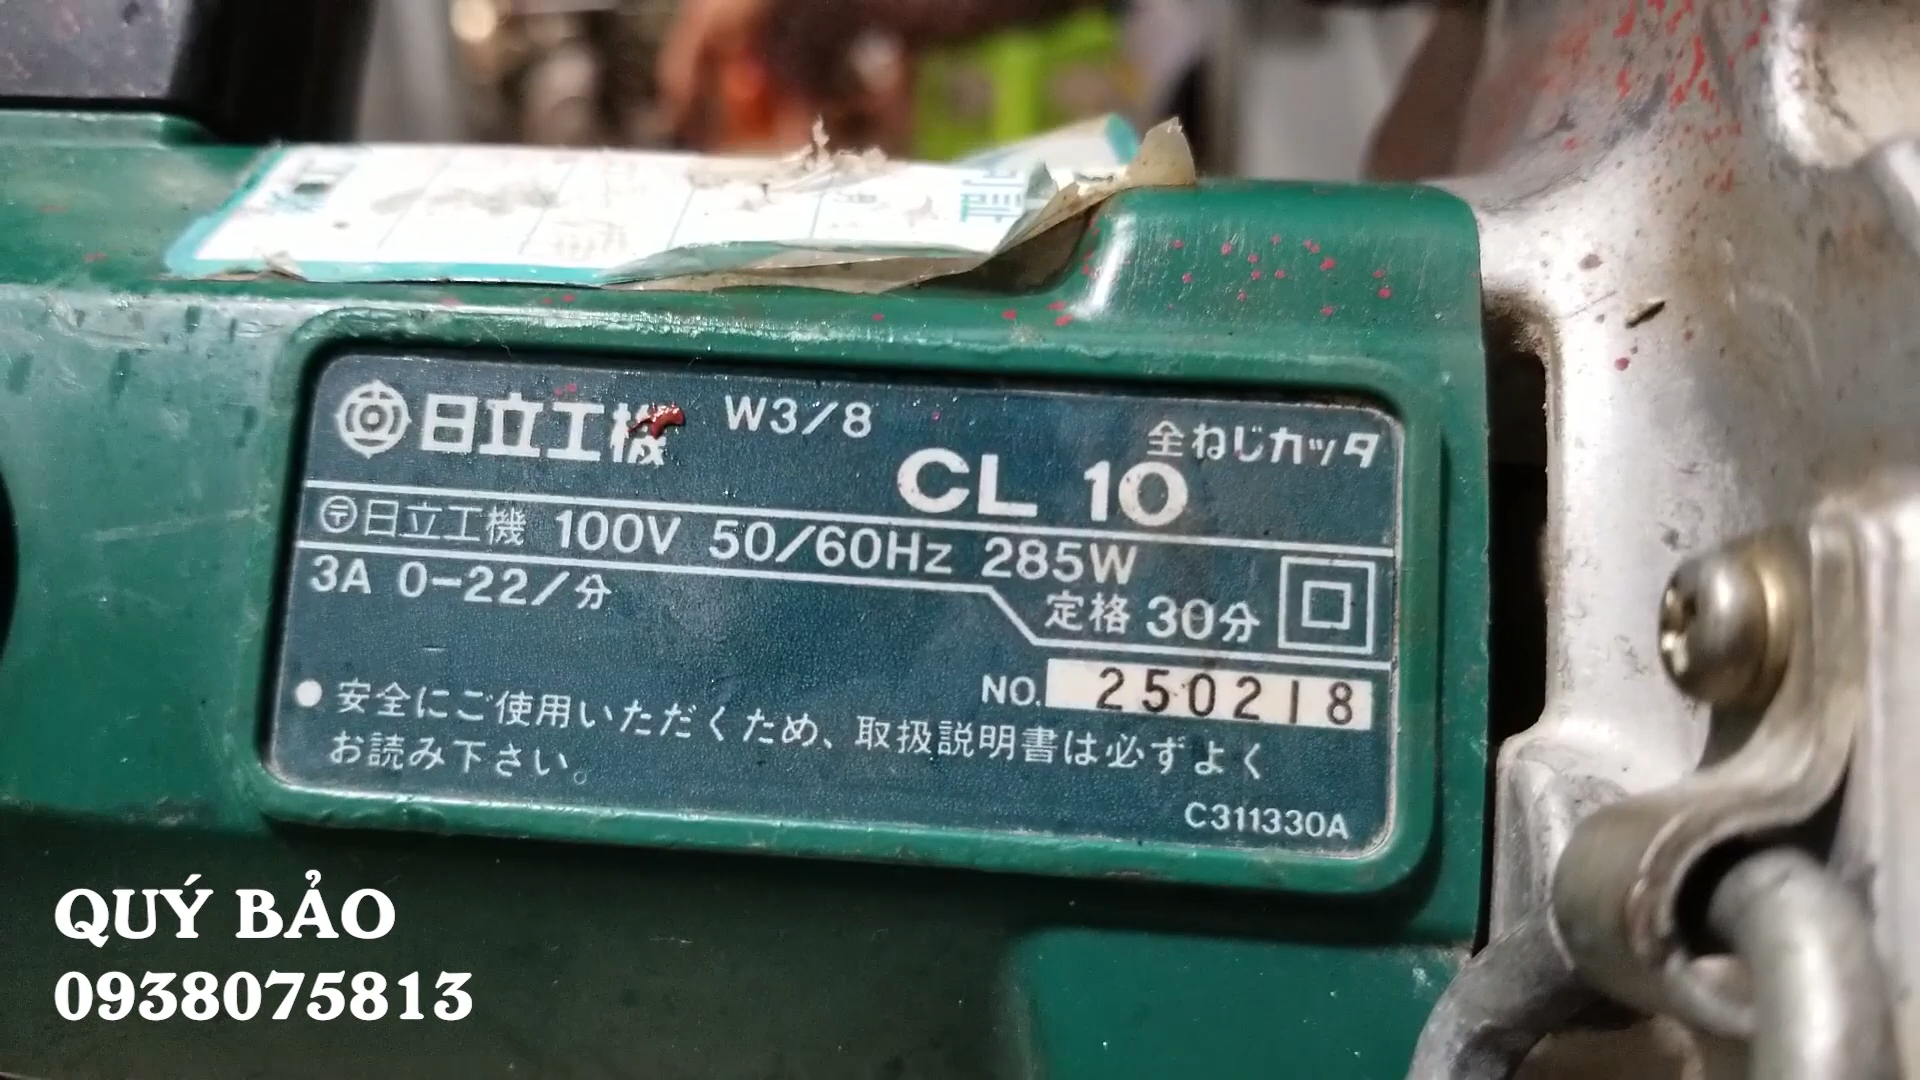 日立工機 W3/8 全ねじカッタ
CL 10
〶日立工機 100V 50/60Hz 285W
3A 0-22/分
定格 30分
NO. 250218
●安全にご使用いただくため、取扱説明書は必ずよく
お読み下さい。
C311330A
QUÝ BẢO
0938075813